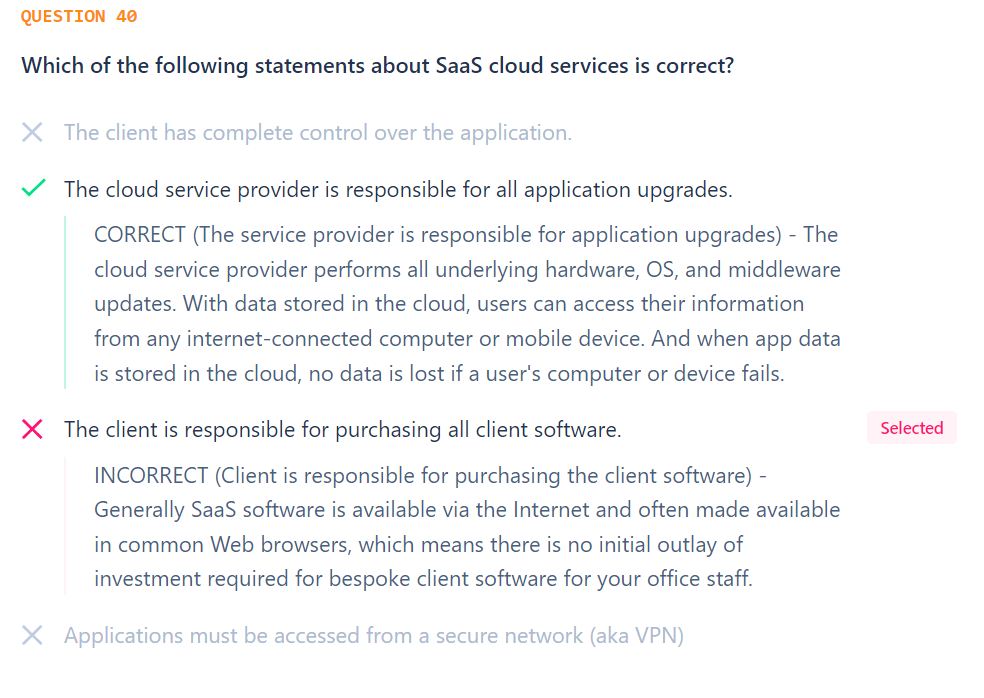 QUESTION 40
Which of the following statements about SaaS cloud services is correct?
The client has complete control over the application.
The cloud service provider is responsible for all application upgrades.
CORRECT (The service provider is responsible for application upgrades) - The
cloud service provider performs all underlying hardware, OS, and middleware
updates. With data stored in the cloud, users can access their information
from any internet-connected computer or mobile device. And when app data
is stored in the cloud, no data is lost if a user's computer or device fails.
The client is responsible for purchasing all client software.
Selected
INCORRECT (Client is responsible for purchasing the client software) -
Generally SaaS software is available via the Internet and often made available
in common Web browsers, which means there is no initial outlay of
investment required for bespoke client software for your office staff.
Applications must be accessed from a secure network (aka VPN)